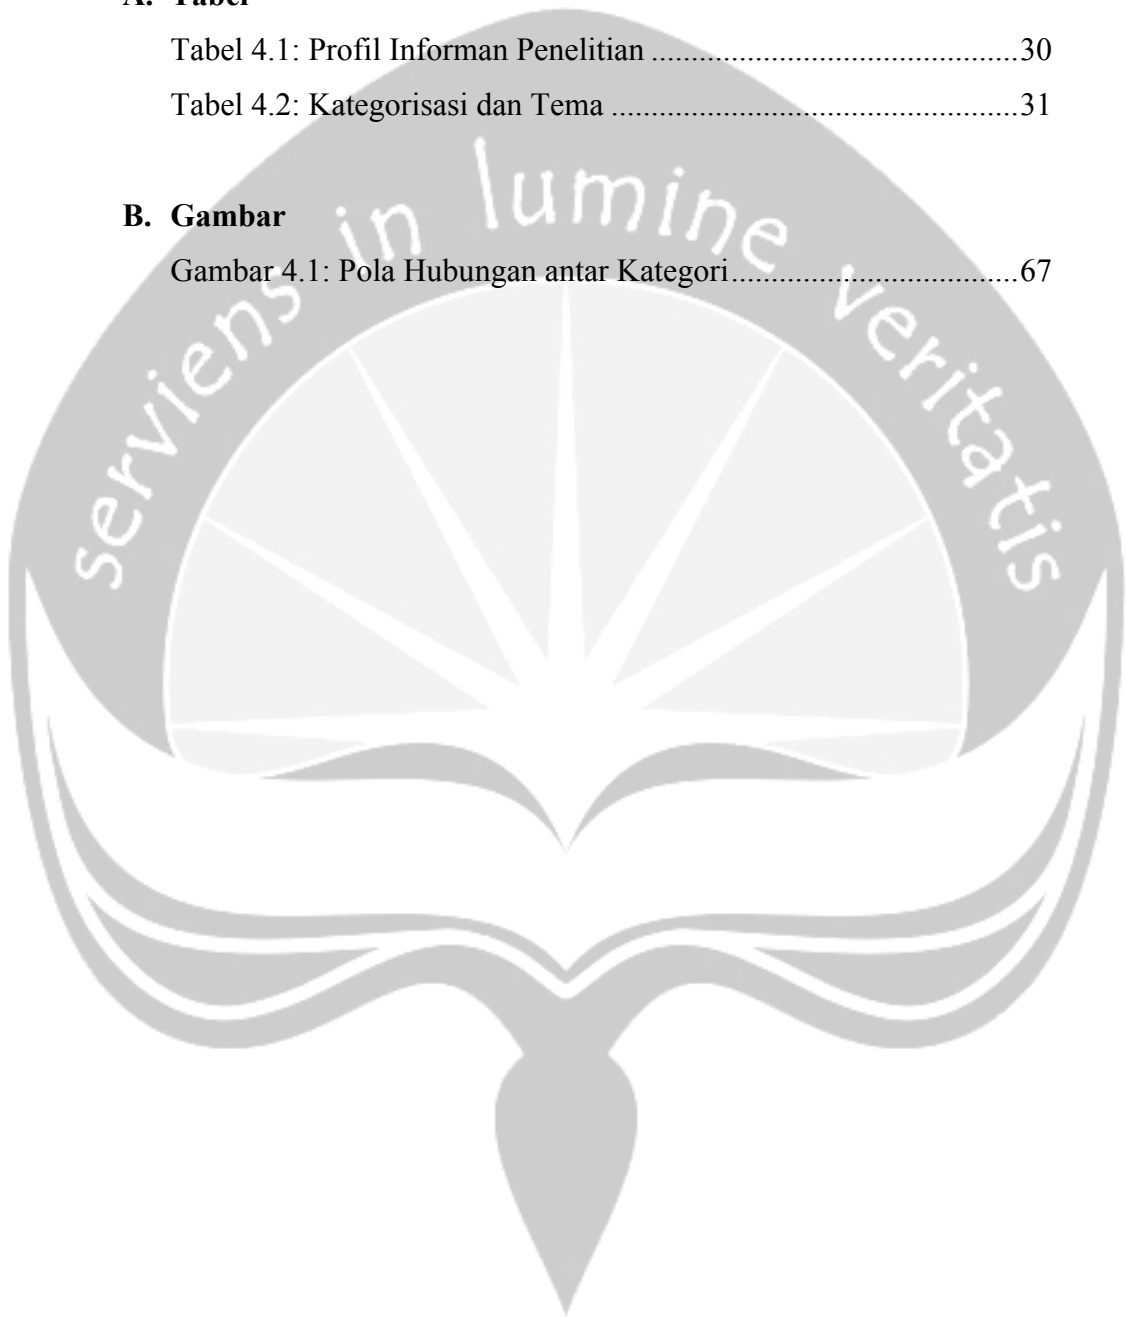 A. Tabel
Tabel 4.1: Profil Informan Penelitian ..............................................30
Tabel 4.2: Kategorisasi dan Tema ...................................................31
B. Gambar
Gambar 4.1: Pola Hubungan antar Kategori....................................67
serviens in lumine veritatis